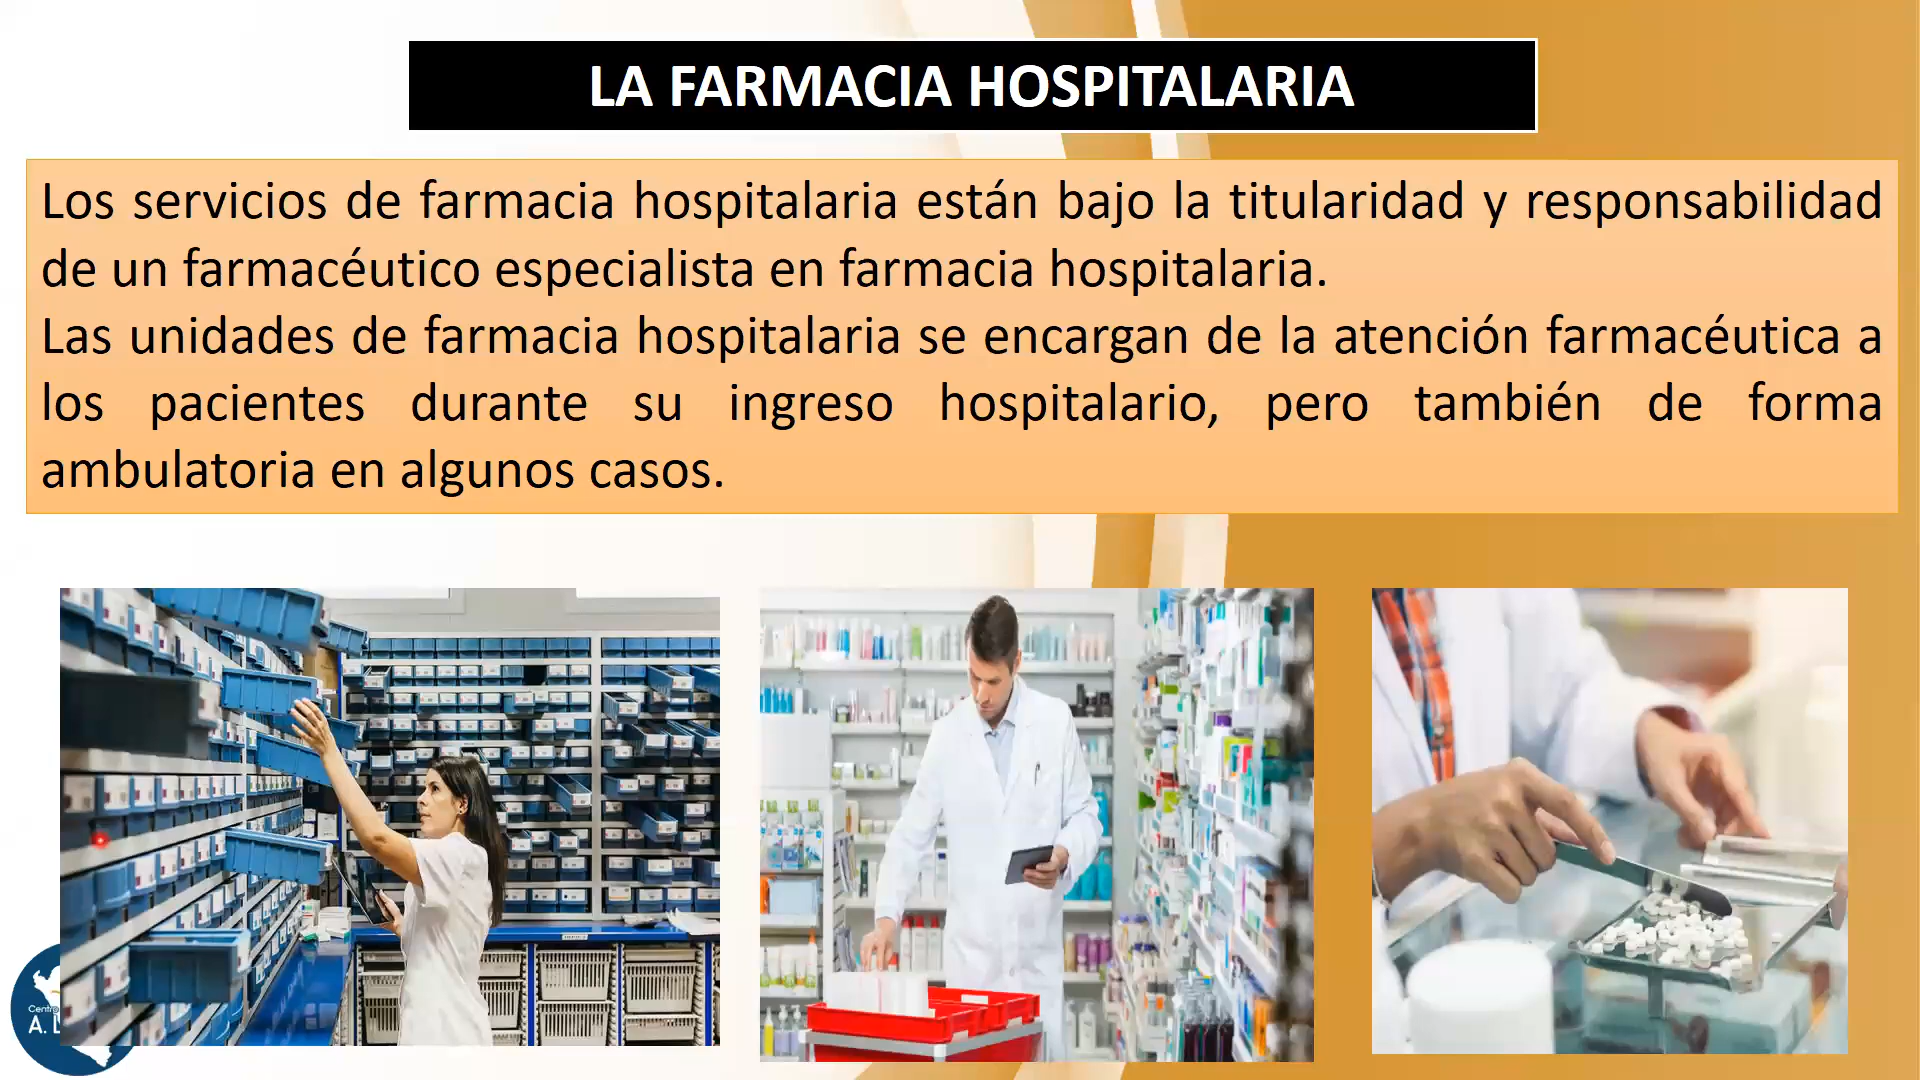 LA FARMACIA HOSPITALARIA
Los servicios de farmacia hospitalaria están bajo la titularidad y responsabilidad
de un farmacéutico especialista en farmacia hospitalaria.
Las unidades de farmacia hospitalaria se encargan de la atención farmacéutica a
los pacientes durante su ingreso hospitalario, pero también de forma
ambulatoria en algunos casos.
Centro
A.